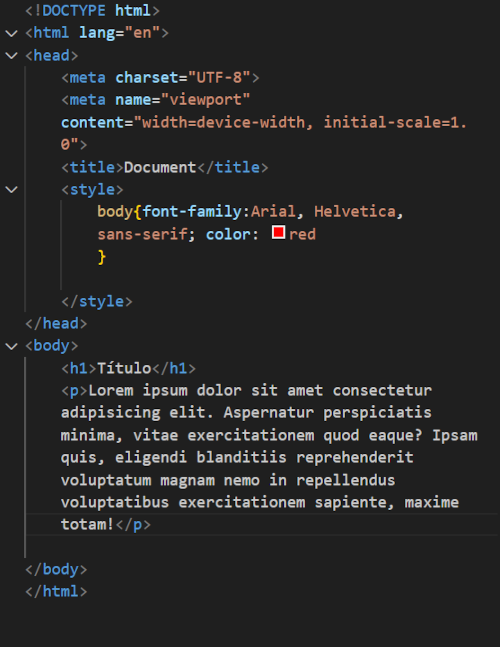 <!DOCTYPE html>
<html lang="en">
<head>
<meta charset="UTF-8">
<meta name="viewport"
content="width=device-width, initial-scale=1.
0">
<title>Document</title>
<style>
body{font-family:Arial, Helvetica,
sans-serif; color: red
}
</style>
</head>
<body>
<h1>Título</h1>
<p>Lorem ipsum dolor sit amet consectetur
adipisicing elit. Aspernatur perspiciatis
minima, vitae exercitationem quod eaque? Ipsam
quis, eligendi blanditiis reprehenderit
voluptatum magnam nemo in repellendus
voluptatibus exercitationem sapiente, maxime
totam!</p>
</body>
</html>